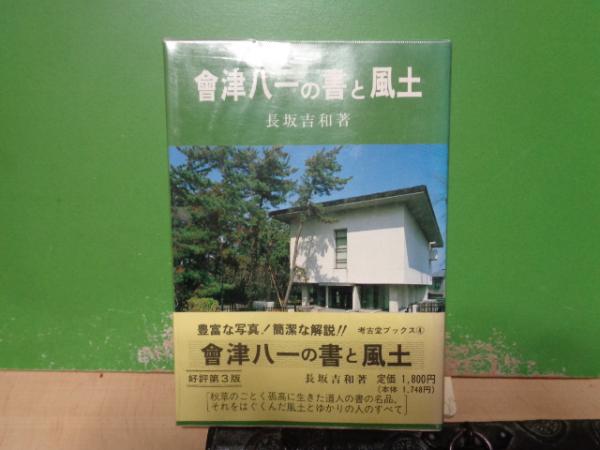 會津八一の書と風土
長坂吉和著
豊富な写真!簡潔な解説!! 考古堂ブックス④
會津八一の書と風土
好評第3版 長坂吉和著 定価1,800円
(本体 1,748円)
秋草のごとく孤高に生きた道人の書の名品。
それをはぐくんだ風土とゆかりの人のすべて